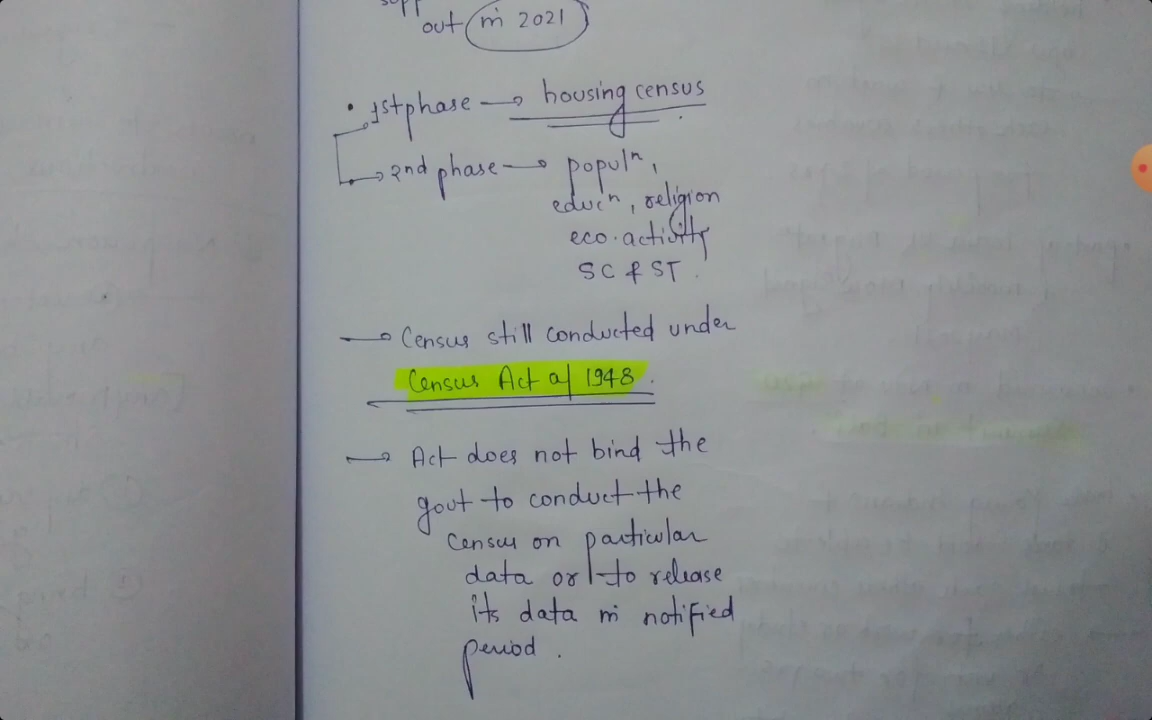 out in 2021
• 1st phase → housing census
→ 2nd phase → populⁿ,
educⁿ, religion
eco. activity
SC & ST.
→ Census still conducted under
Census Act of 1948.
→ Act does not bind the
govt to conduct the
Census on particular
data or to release
its data in notified
period.